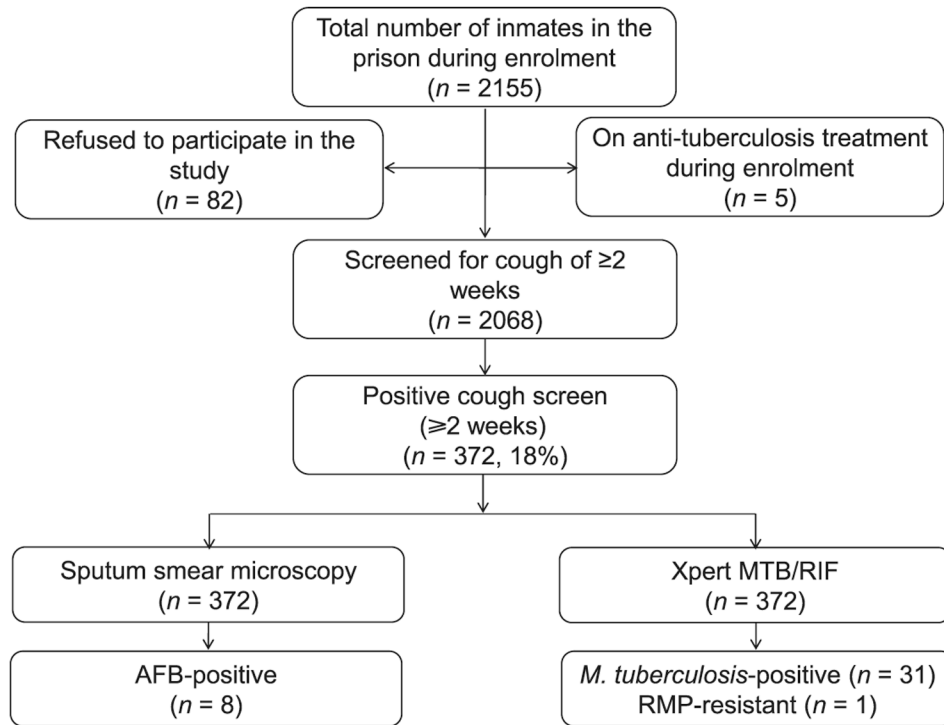 Total number of inmates in the
prison during enrolment
(n = 2155)
Refused to participate in the
study
(n = 82)
On anti-tuberculosis treatment
during enrolment
(n = 5)
Screened for cough of ≥2
weeks
(n = 2068)
Positive cough screen
(⩾2 weeks)
n = 372, 18%)
Sputum smear microscopy
(n = 372)
Xpert MTB/RIF
(n = 372)
AFB-positive
(n = 8)
M. tuberculosis-positive (n = 31)
RMP-resistant (n = 1)